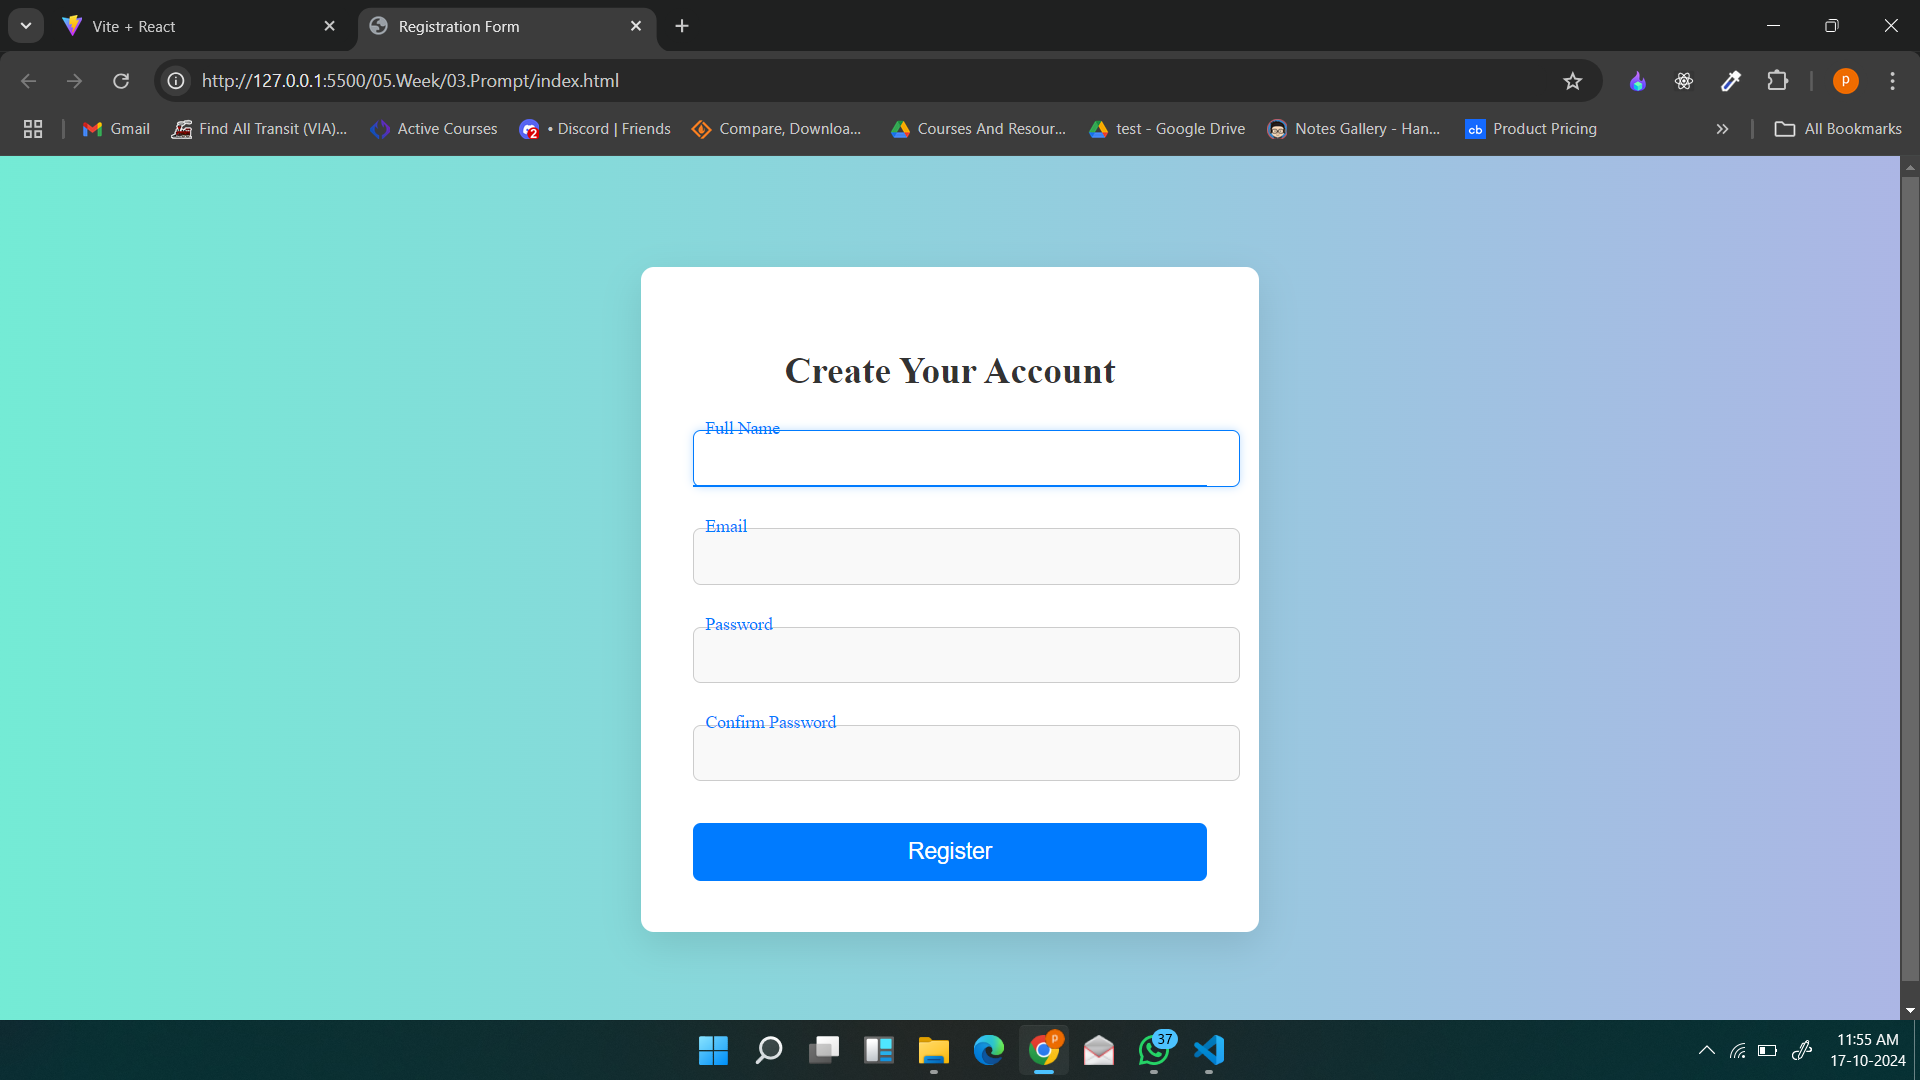 Vite + React
Registration Form
http://127.0.0.1:5500/05.Week/03.Prompt/index.html
P
Gmail
Find All Transit (VIA)...
Active Courses
2
• Discord | Friends
Compare, Downloa...
Courses And Resour...
test - Google Drive
Notes Gallery - Han...
cb
Product Pricing
All Bookmarks
Create Your Account
Full Name
Email
Password
Confirm Password
Register
P
37
11:55 AM
17-10-2024